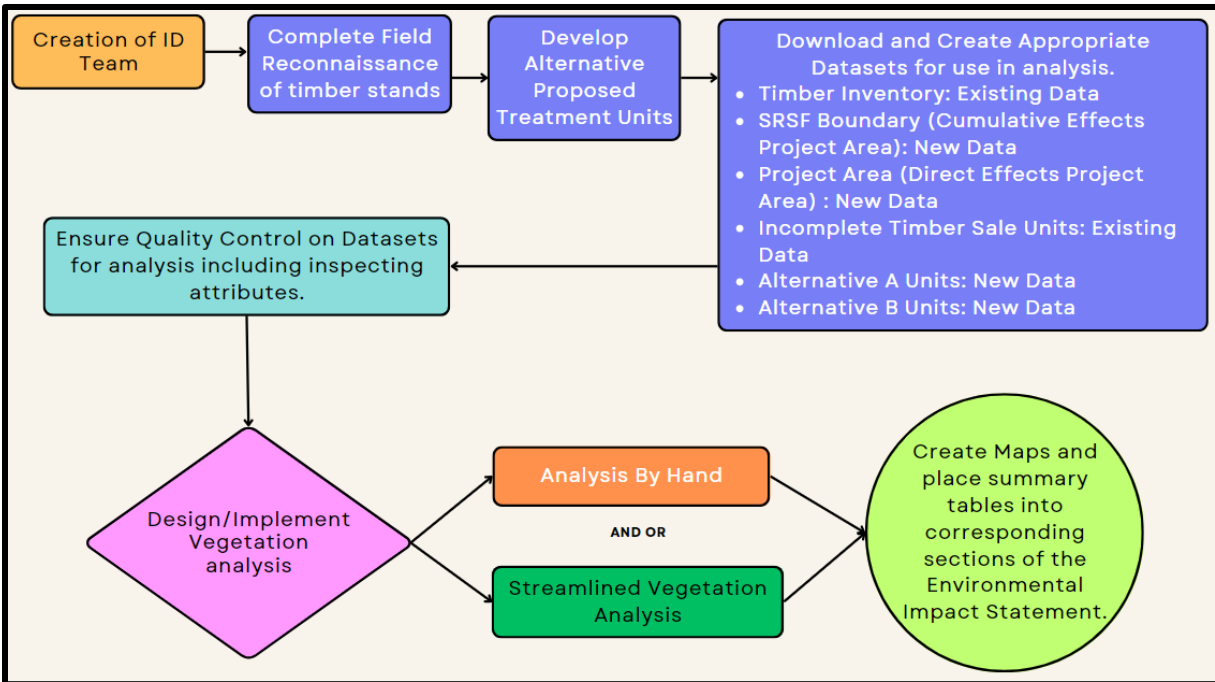 Creation of ID
Team
Complete Field
Reconnaissance
of timber stands
Develop
Alternative
Proposed
Treatment Units
Download and Create Appropriate
Datasets for use in analysis.
• Timber Inventory: Existing Data
• SRSF Boundary (Cumulative Effects
Project Area): New Data
• Project Area (Direct Effects Project
Area) : New Data
• Incomplete Timber Sale Units: Existing
Data
• Alternative A Units: New Data
• Alternative B Units: New Data
Ensure Quality Control on Datasets
for analysis including inspecting
attributes.
Design/Implement
Vegetation
analysis
Analysis By Hand
AND OR
Streamlined Vegetation
Analysis
Create Maps and
place summary
tables into
corresponding
sections of the
Environmental
Impact Statement.